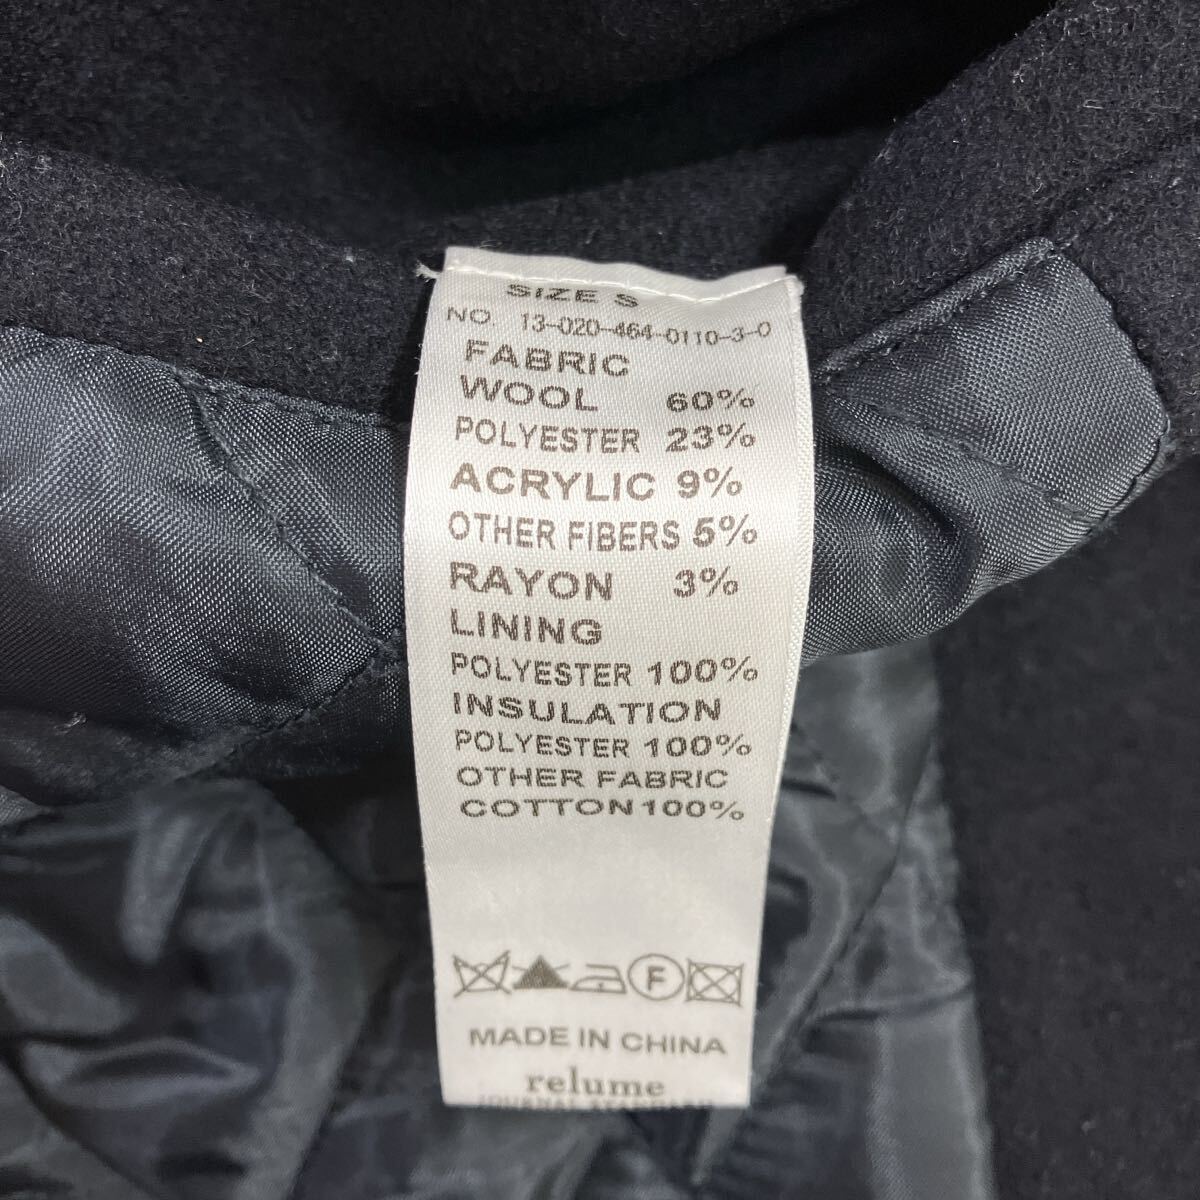 SIZE S
NO. 13-020-464-0110-3-0
FABRIC
WOOL 60%
POLYESTER 23%
ACRYLIC 9%
OTHER FIBERS 5%
RAYON 3%
LINING
POLYESTER 100%
INSULATION
POLYESTER 100%
OTHER FABRIC
COTTON 100%
F
MADE IN CHINA
relume